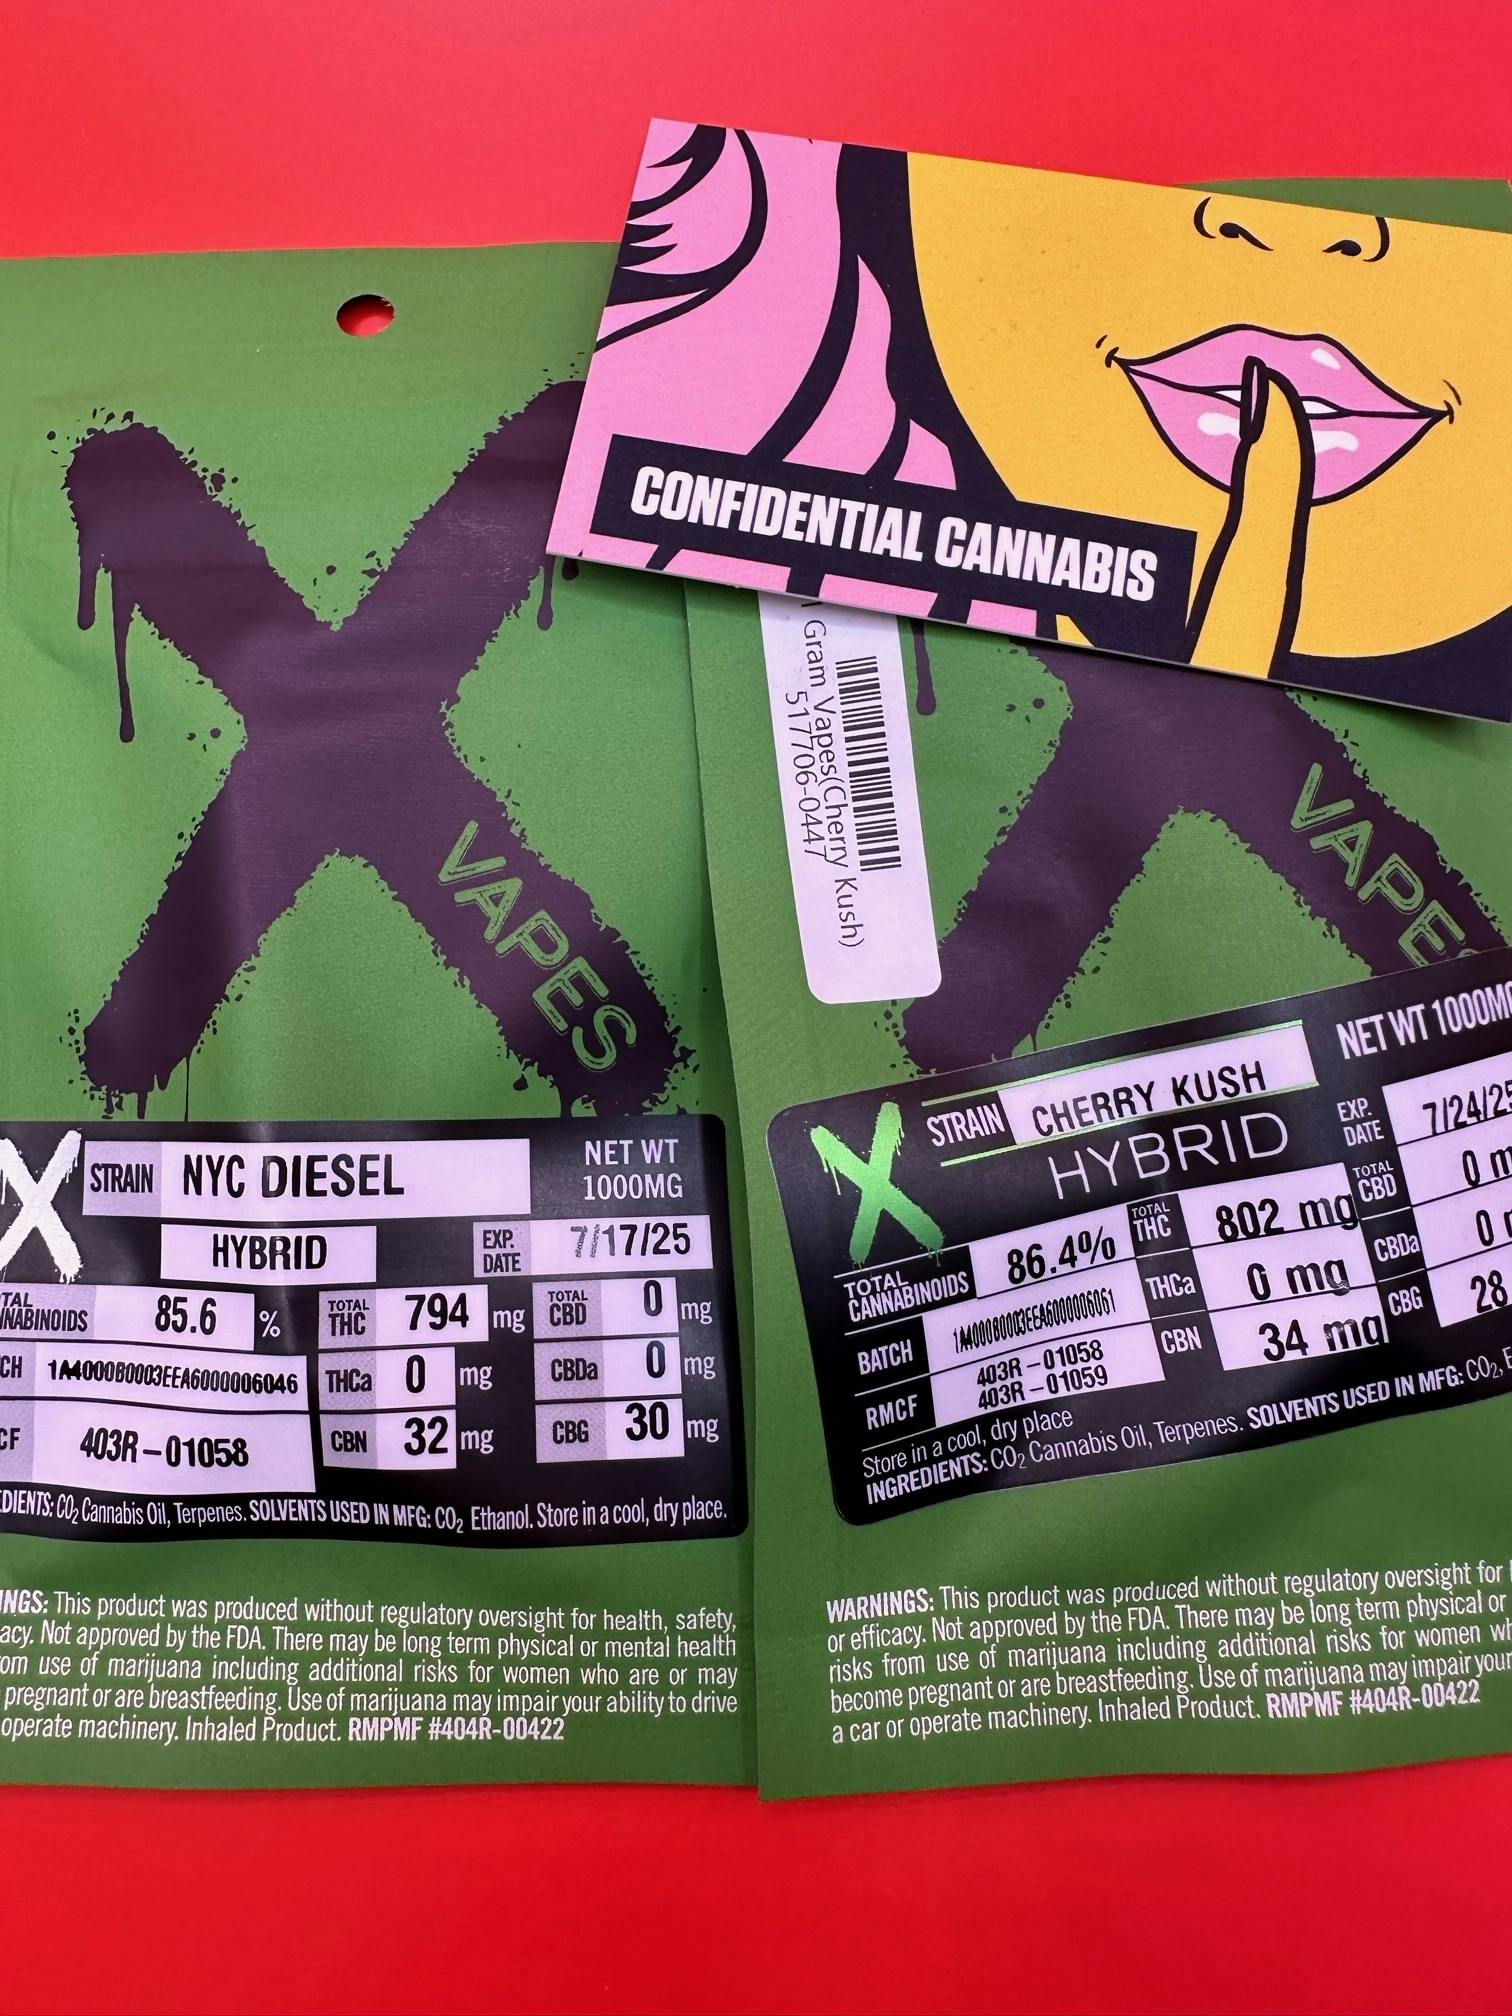 CONFIDENTIAL CANNABIS
VAPES
STRAIN NYC DIESEL
NET WT
1000MG
HYBRID
EXP.
DATE
7/17/25
CANNABINOIDS 85.6 %
TOTAL
THC
794 mg
TOTAL
CBD
0 mg
1A4000B0003EEA6000006046
THCa 0 mg
CBDa 0 mg
403R-01058
CBN 32 mg
CBG 30 mg
CO2 Cannabis Oil, Terpenes. SOLVENTS USED IN MFG: CO2 Ethanol. Store in a cool, dry place.
This product was produced without regulatory oversight for health, safety,
Not approved by the FDA. There may be long term physical or mental health
use of marijuana including additional risks for women who are or may
pregnant or are breastfeeding. Use of marijuana may impair your ability to drive
operate machinery. Inhaled Product. RMPMF #404R-00422
Gram Vapes(Cherry Kush)
517706-0447
VAPES
NET WT 1000MG
STRAIN CHERRY KUSH
HYBRID
EXP.
DATE
7/24/25
TOTAL
CANNABINOIDS
86.4%
TOTAL
THC
802 mg
TOTAL
CBD
0
BATCH 1A4000B0003EEA6000006061
THCa 0 mg
CBDa 0
RMCF
403R-01058
403R-01059
CBN 34 mg
CBG 28
Store in a cool, dry place
INGREDIENTS: CO2 Cannabis Oil, Terpenes. SOLVENTS USED IN MFG: CO2,
WARNINGS: This product was produced without regulatory oversight for
or efficacy. Not approved by the FDA. There may be long term physical or
risks from use of marijuana including additional risks for women
become pregnant or are breastfeeding. Use of marijuana may impair your
a car or operate machinery. Inhaled Product. RMPMF #404R-00422